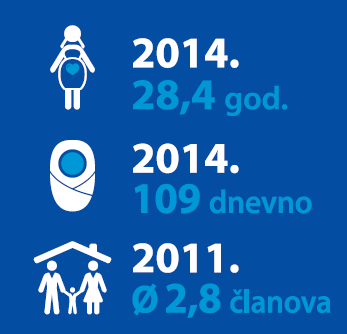 2014.
28,4 god.
2014.
109 dnevno
2011.
Ø 2,8 članova